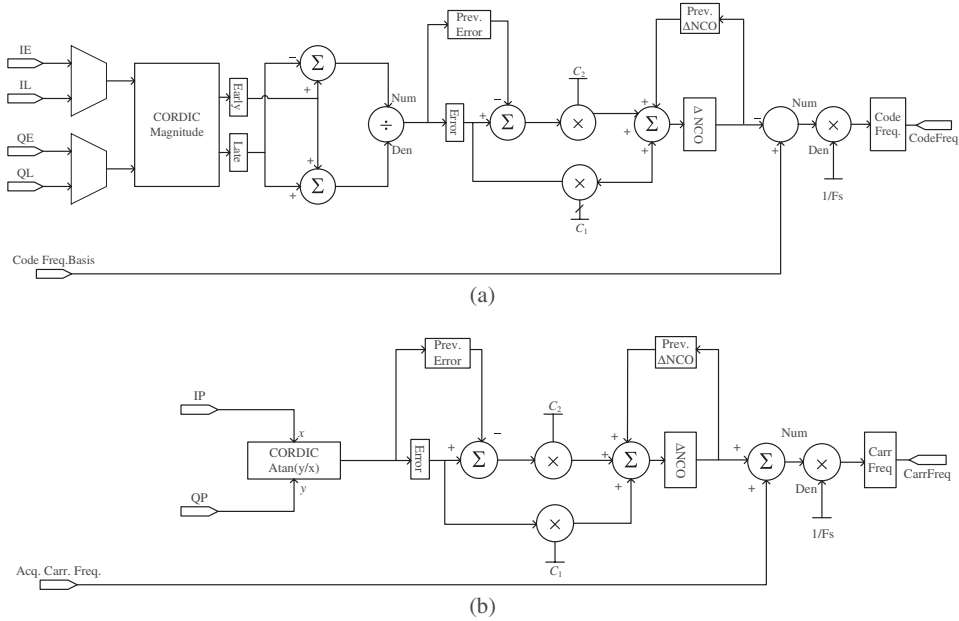 IE
IL
QE
QL
CORDIC
Magnitude
Early
Late
−
Σ
+
+
Σ
+
Num
÷
Den
Prev.
Error
Error
−
+
Σ
C₂
×
×
C₁
Prev.
ΔNCO
+
+
Σ
+
Δ NCO
−
+
Num
×
Den
1/Fs
Code
Freq.
CodeFreq
Code Freq.Basis
(a)
IP
x
CORDIC
Atan(y/x)
y
QP
Prev.
Error
Error
−
+
Σ
C₂
×
×
C₁
Prev.
ΔNCO
+
+
Σ
+
ΔNCO
+
Σ
+
Num
×
Den
1/Fs
Carr
Freq
CarrFreq
Acq. Carr. Freq.
(b)